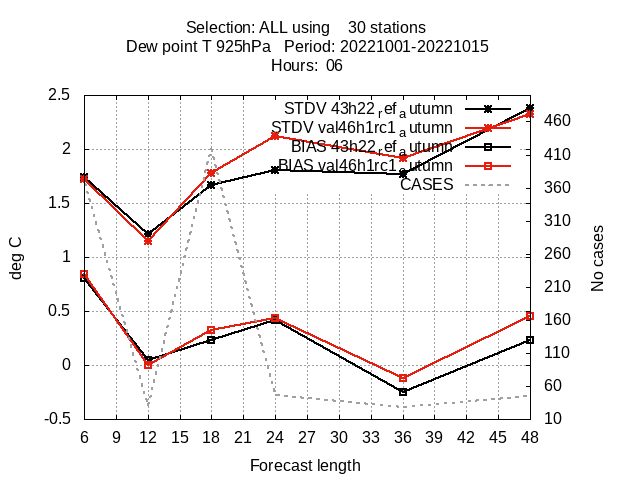 Selection: ALL using 30 stations
Dew point T 925hPa Period: 20221001-20221015
Hours: 06
STDV 43h22_ref_autumn
STDV val46h1rc1_autumn
BIAS 43h22_ref_autumn
BIAS val46h1rc1_autumn
CASES
2.5
2
1.5
1
0.5
0
-0.5
deg C
460
410
360
310
260
210
160
110
60
10
No cases
6 9 12 15 18 21 24 27 30 33 36 39 42 45 48
Forecast length